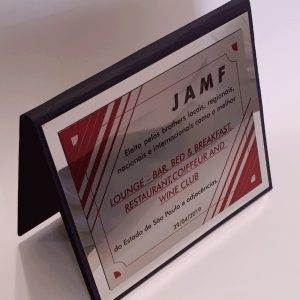 JAMF
Eleito pelos brothers locais, regionais,
nacionais e internacionais como o melhor
LOUNGE - BAR, BED & BREAKFAST,
RESTAURANT,COIFFEUR AND
WINE CLUB
do Estado de São Paulo e adjacências.
29/04/2019